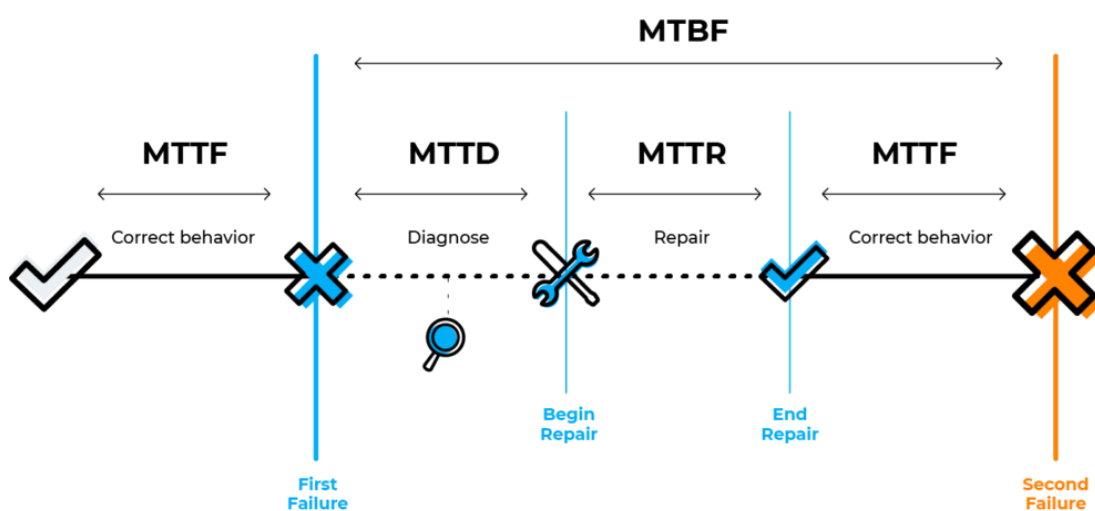 MTBF
MTTF
MTTD
MTTR
MTTF
Correct behavior
Diagnose
Repair
Correct behavior
Begin
Repair
End
Repair
First
Failure
Second
Failure